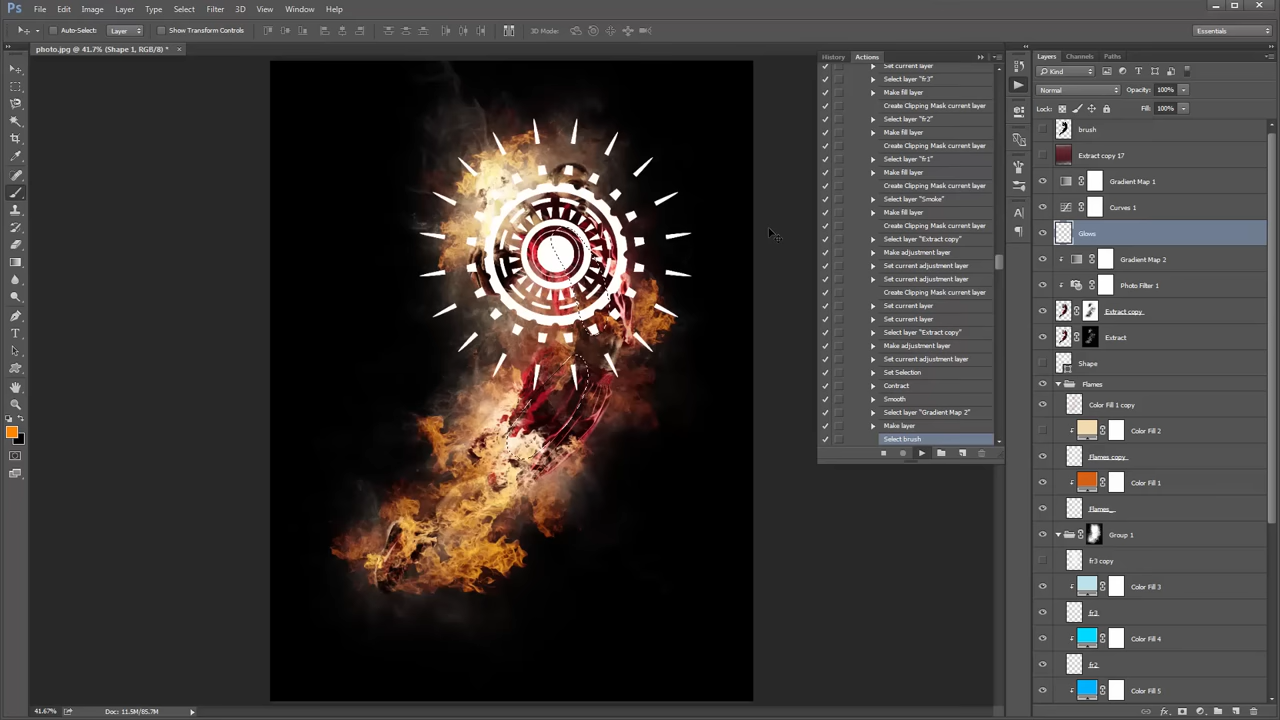 Ps File Edit Image Layer Type Select Filter 3D View Window Help
Auto-Select: Layer Show Transform Controls 3D Mode: Essentials
photo.jpg @ 41.7% (Shape 1, RGB/8) * ×
History Actions
Set current layer
Select layer "fr3"
Make fill layer
Create Clipping Mask current layer
Select layer "fr2"
Make fill layer
Create Clipping Mask current layer
Select layer "fr1"
Make fill layer
Create Clipping Mask current layer
Select layer "Smoke"
Make fill layer
Create Clipping Mask current layer
Select layer "Extract copy"
Make adjustment layer
Set current adjustment layer
Set current adjustment layer
Create Clipping Mask current layer
Set current layer
Set current layer
Select layer "Extract copy"
Make adjustment layer
Set current adjustment layer
Set Selection
Contract
Smooth
Select layer "Gradient Map 2"
Make layer
Select brush
Layers Channels Paths
Kind
Normal Opacity: 100%
Lock: Fill: 100%
brush
Extract copy 17
Gradient Map 1
Curves 1
Glows
Gradient Map 2
Photo Filter 1
Extract copy
Extract
Shape
Flames
Color Fill 1 copy
Color Fill 2
Flames copy
Color Fill 1
Flames_
Group 1
fr3 copy
Color Fill 3
fr3
Color Fill 4
fr2
Color Fill 5
41.67% Doc: 11.5M/85.7M